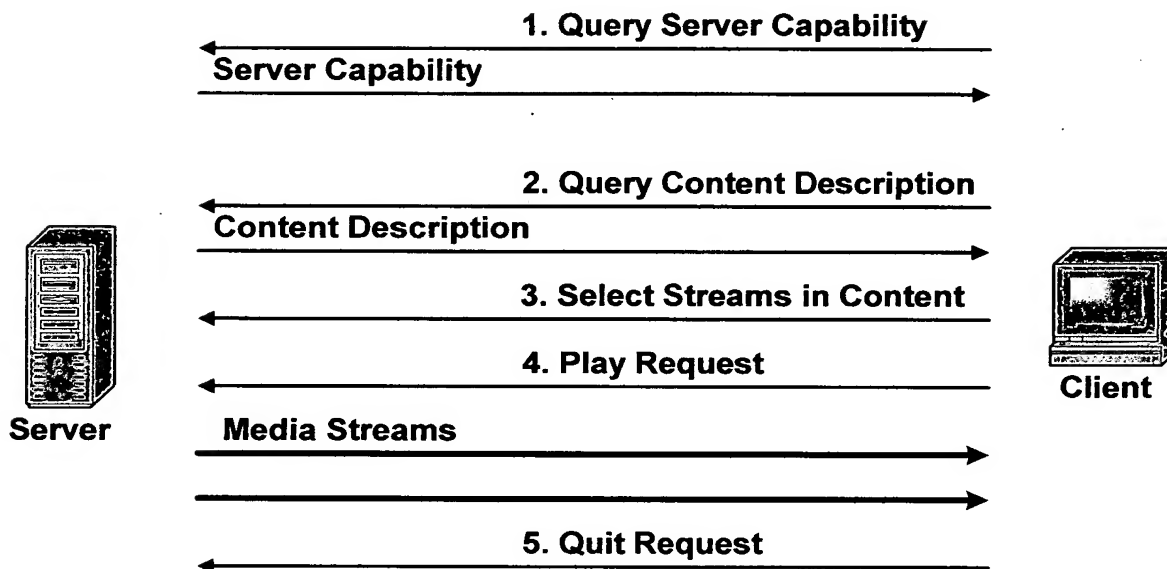 1. Query Server Capability
Server Capability
2. Query Content Description
Content Description
3. Select Streams in Content
4. Play Request
Client
Server
Media Streams
5. Quit Request